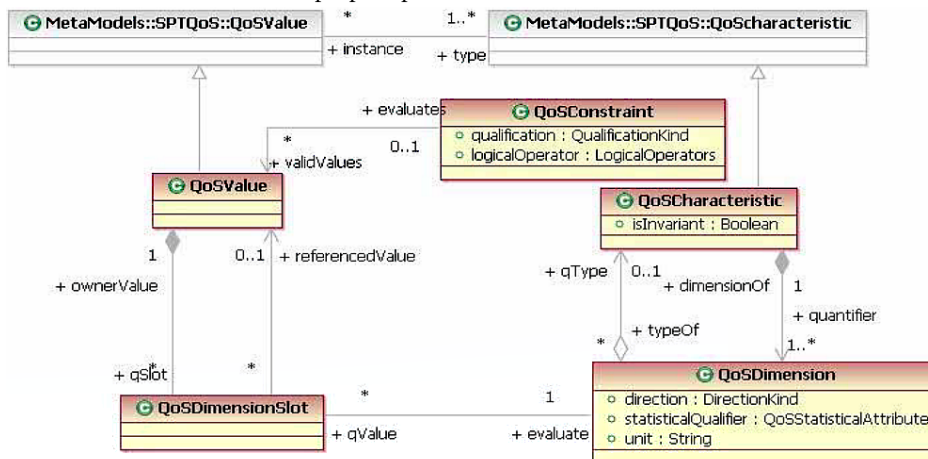 MetaModels::SPTQoS::QoSValue
* 1..*
MetaModels::SPTQoS::QoScharacteristic
+ instance
+ type
+ evaluates
QoSConstraint
* 0..1
qualification : QualificationKind
logicalOperator : LogicalOperators
+ validValues
QoSValue
QoSCharacteristic
isInvariant : Boolean
1 0..1 + referencedValue
+ qType 0..1
+ ownerValue
+ dimensionOf 1
+ quantifier
+ typeOf
* 1..*
+ qSlot
* *
QoSDimensionSlot
* 1
+ qValue
+ evaluate
QoSDimension
direction : DirectionKind
statisticalQualifier : QoSStatisticalAttribute
unit : String